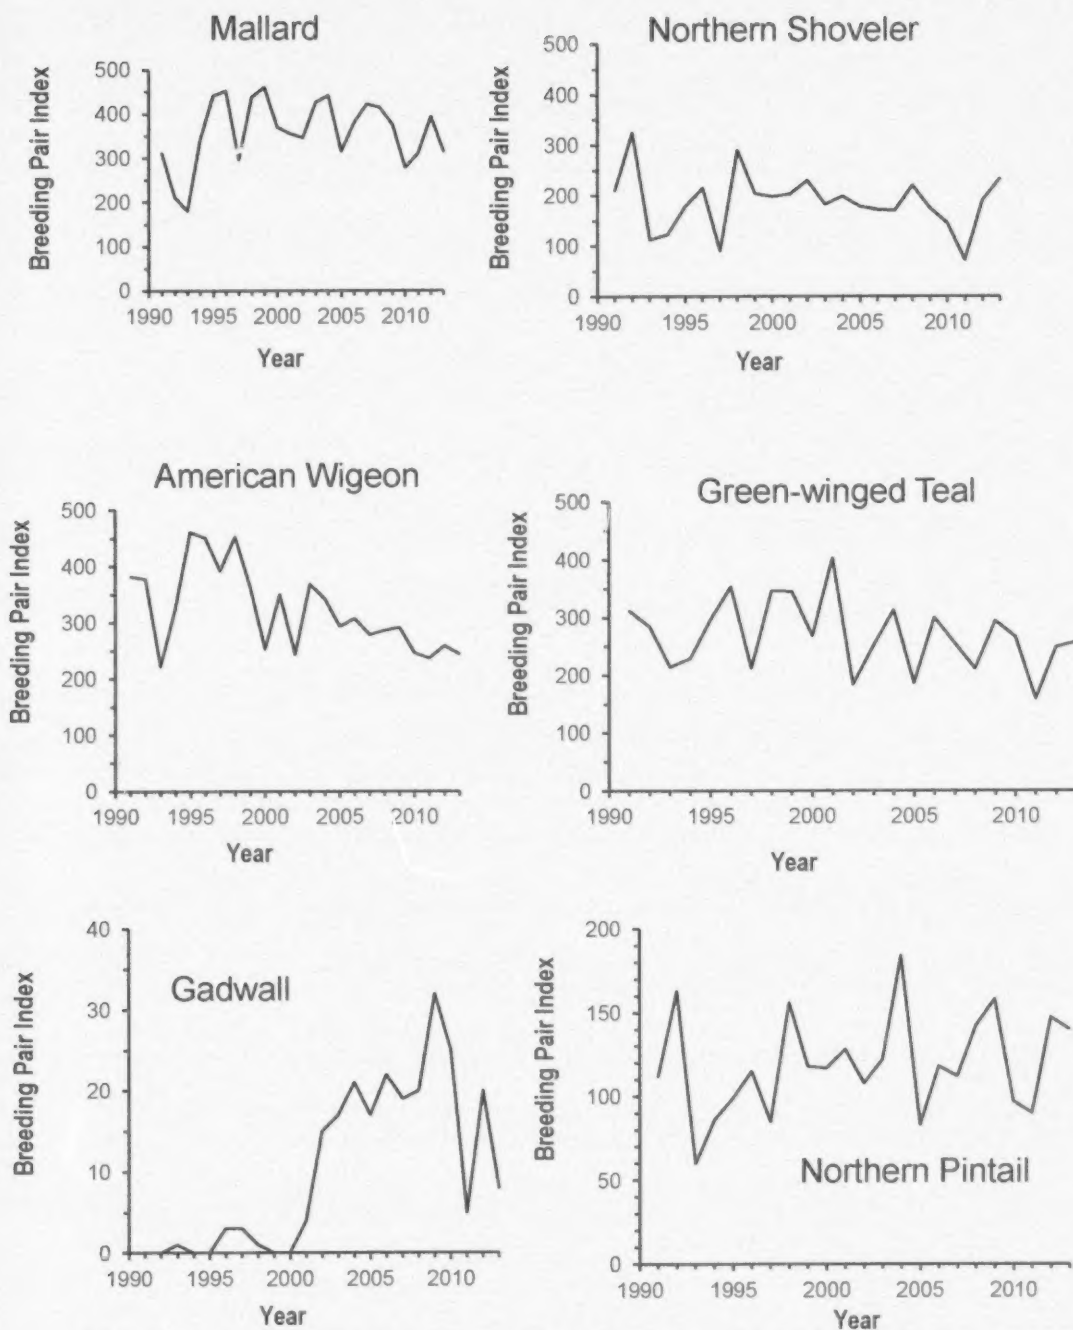 Mallard
Breeding Pair Index
500
400
300
200
100
0
1990 1995 2000 2005 2010
Year
Northern Shoveler
Breeding Pair Index
500
400
300
200
100
0
1990 1995 2000 2005 2010
Year
American Wigeon
Breeding Pair Index
500
400
300
200
100
0
1990 1995 2000 2005 2010
Year
Green-winged Teal
Breeding Pair Index
500
400
300
200
100
0
1990 1995 2000 2005 2010
Year
Gadwall
Breeding Pair Index
40
30
20
10
0
1990 1995 2000 2005 2010
Year
Northern Pintail
Breeding Pair Index
200
150
100
50
0
1990 1995 2000 2005 2010
Year